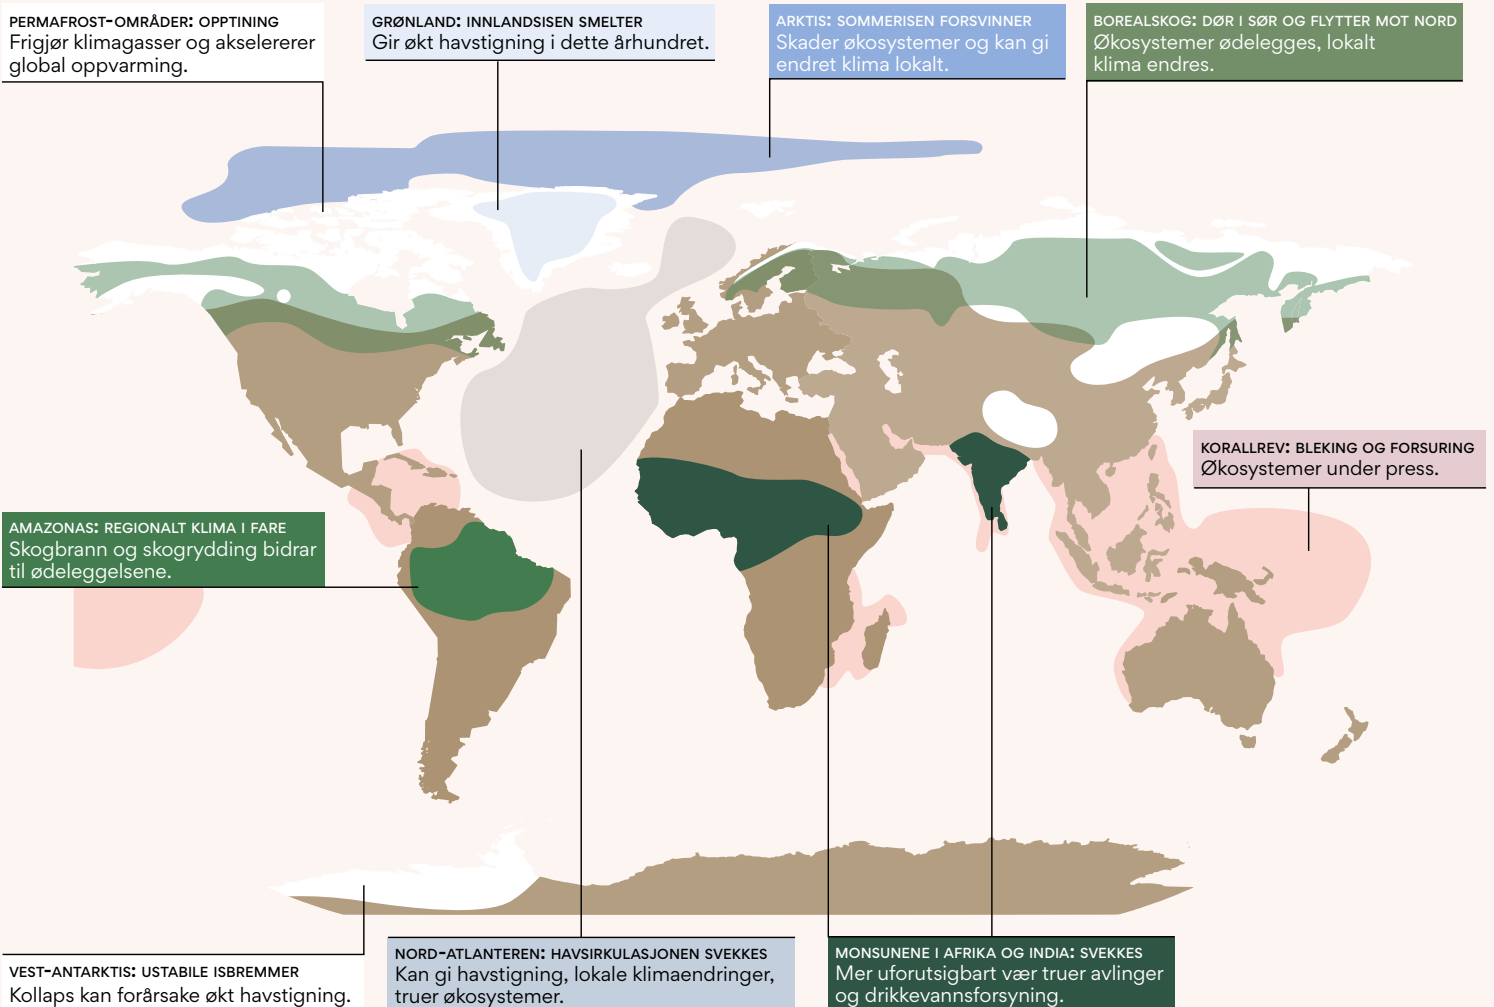 PERMAFROST-OMRÅDER: OPPTINING
Frigjør klimagasser og akselererer
global oppvarming.
GRØNLAND: INNLANDSISEN SMELTER
Gir økt havstigning i dette århundret.
ARKTIS: SOMMERISEN FORSVINNER
Skader økosystemer og kan gi
endret klima lokalt.
BOREALSKOG: DØR I SØR OG FLYTTER MOT NORD
Økosystemer ødelegges, lokalt
klima endres.
KORALLREV: BLEKING OG FORSURING
Økosystemer under press.
AMAZONAS: REGIONALT KLIMA I FARE
Skogbrann og skogrydding bidrar
til ødeleggelsene.
VEST-ANTARKTIS: USTABILE ISBREMMER
Kollaps kan forårsake økt havstigning.
NORD-ATLANTEREN: HAVSIRKULASJONEN SVEKKES
Kan gi havstigning, lokale klimaendringer,
truer økosystemer.
MONSUNENE I AFRIKA OG INDIA: SVEKKES
Mer uforutsigbart vær truer avlinger
og drikkevannsforsyning.